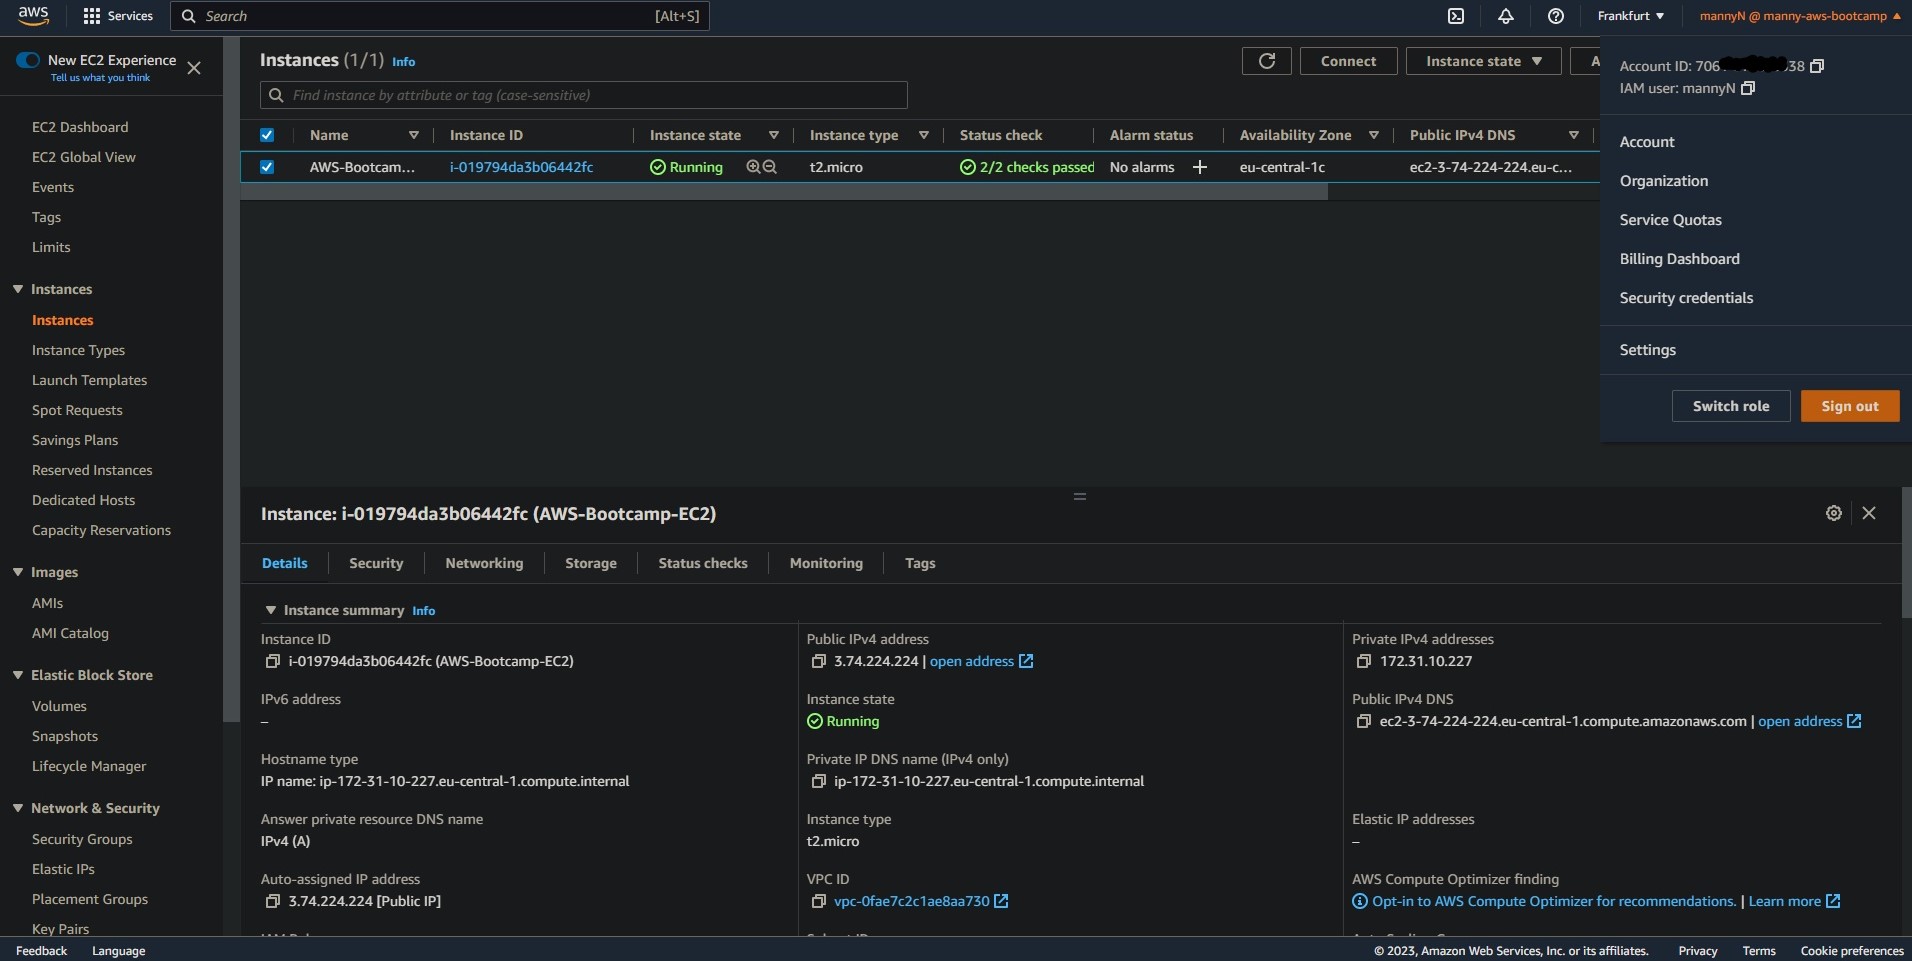 aws
Services
Search
[Alt+S]
Frankfurt
mannyN @ manny-aws-bootcamp
New EC2 Experience
Tell us what you think
EC2 Dashboard
EC2 Global View
Events
Tags
Limits
Instances
Instances
Instance Types
Launch Templates
Spot Requests
Savings Plans
Reserved Instances
Dedicated Hosts
Capacity Reservations
Images
AMIs
AMI Catalog
Elastic Block Store
Volumes
Snapshots
Lifecycle Manager
Network & Security
Security Groups
Elastic IPs
Placement Groups
Key Pairs
Instances (1/1) Info
Connect
Instance state
A
Find instance by attribute or tag (case-sensitive)
Name Instance ID Instance state Instance type Status check Alarm status Availability Zone Public IPv4 DNS
AWS-Bootcam... i-019794da3b06442fc Running t2.micro 2/2 checks passed No alarms + eu-central-1c ec2-3-74-224-224.eu-c...
Account ID: 706 38
IAM user: mannyN
Account
Organization
Service Quotas
Billing Dashboard
Security credentials
Settings
Switch role
Sign out
Instance: i-019794da3b06442fc (AWS-Bootcamp-EC2)
Details Security Networking Storage Status checks Monitoring Tags
Instance summary Info
Instance ID
i-019794da3b06442fc (AWS-Bootcamp-EC2)
Public IPv4 address
3.74.224.224 | open address
Private IPv4 addresses
172.31.10.227
IPv6 address
–
Instance state
Running
Public IPv4 DNS
ec2-3-74-224-224.eu-central-1.compute.amazonaws.com | open address
Hostname type
IP name: ip-172-31-10-227.eu-central-1.compute.internal
Private IP DNS name (IPv4 only)
ip-172-31-10-227.eu-central-1.compute.internal
Answer private resource DNS name
IPv4 (A)
Instance type
t2.micro
Elastic IP addresses
–
Auto-assigned IP address
3.74.224.224 [Public IP]
VPC ID
vpc-0fae7c2c1ae8aa730
AWS Compute Optimizer finding
Opt-in to AWS Compute Optimizer for recommendations. | Learn more
Feedback
Language
© 2023, Amazon Web Services, Inc. or its affiliates.
Privacy
Terms
Cookie preferences